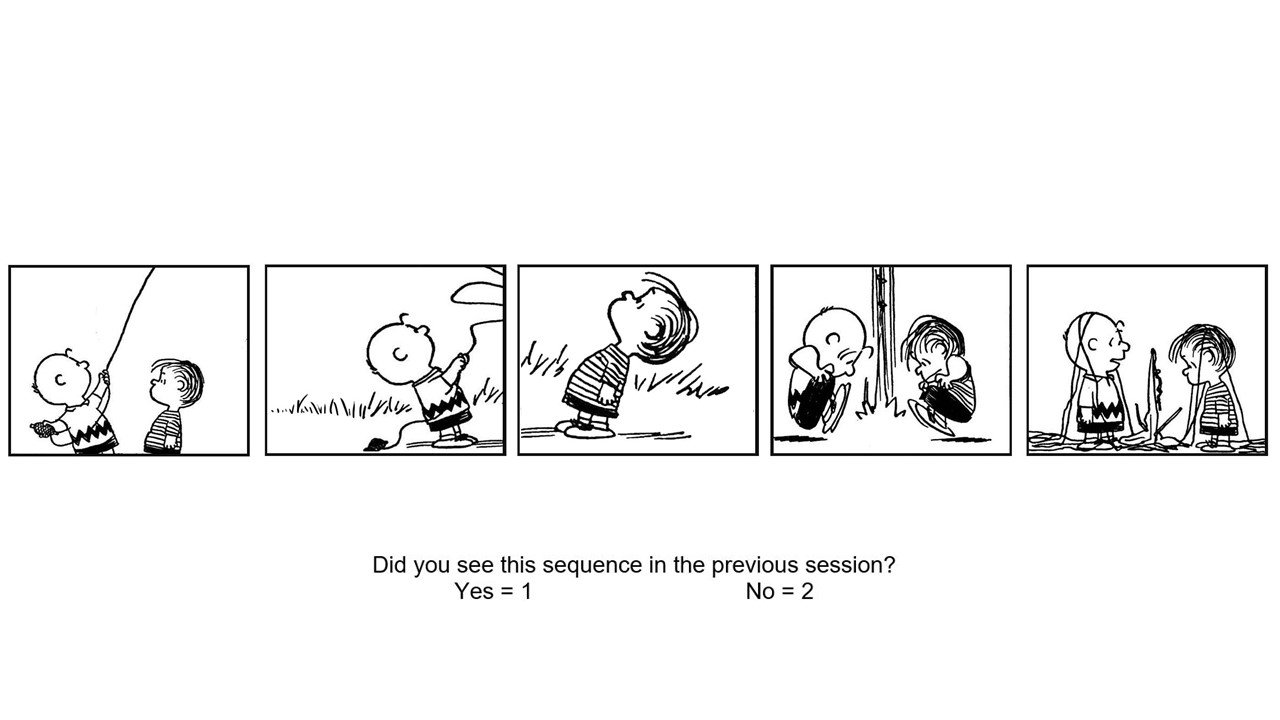 Did you see this sequence in the previous session?
Yes = 1 No = 2